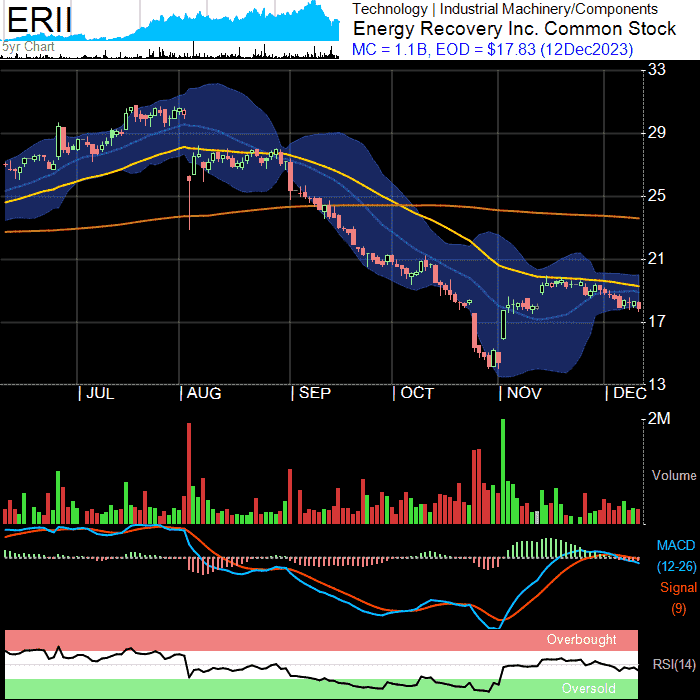 ERII
5yr Chart
Technology | Industrial Machinery/Components
Energy Recovery Inc. Common Stock
MC = 1.1B, EOD = $17.83 (12Dec2023)
33
29
25
21
17
13
JUL AUG SEP OCT NOV DEC
2M
Volume
MACD
(12-26)
Signal
(9)
Overbought
RSI(14)
Oversold